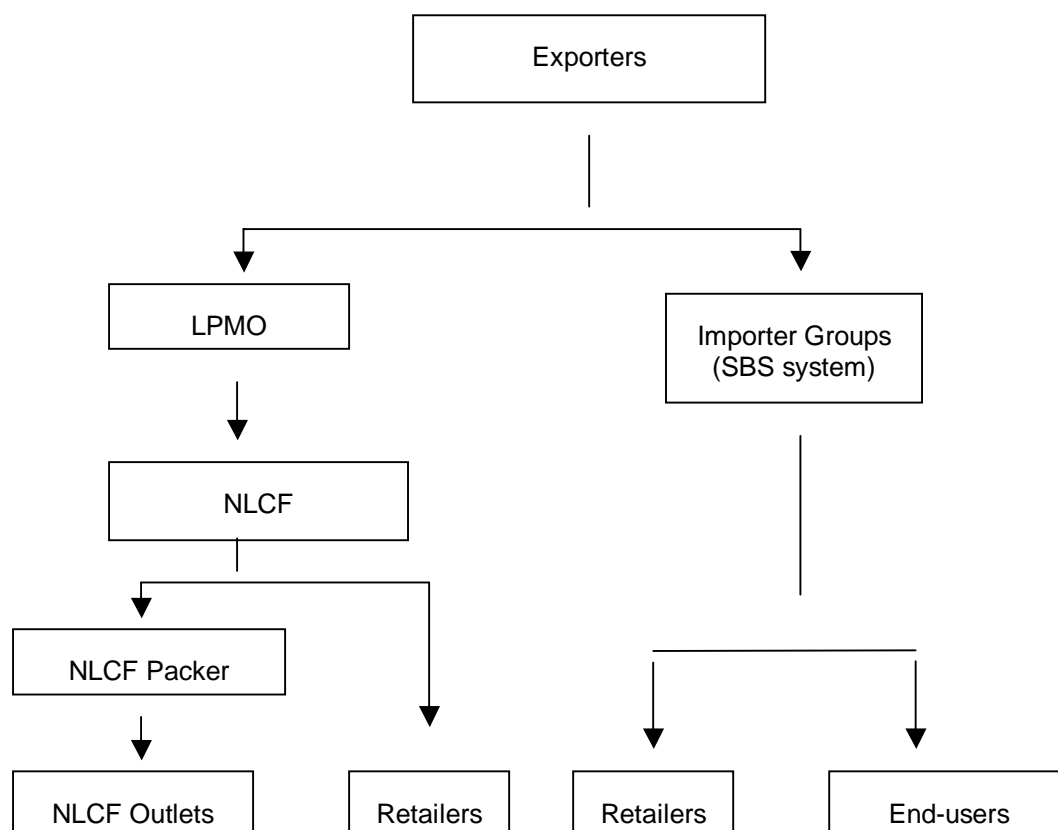 Exporters
LPMO
Importer Groups
(SBS system)
NLCF
NLCF Packer
NLCF Outlets
Retailers
Retailers
End-users